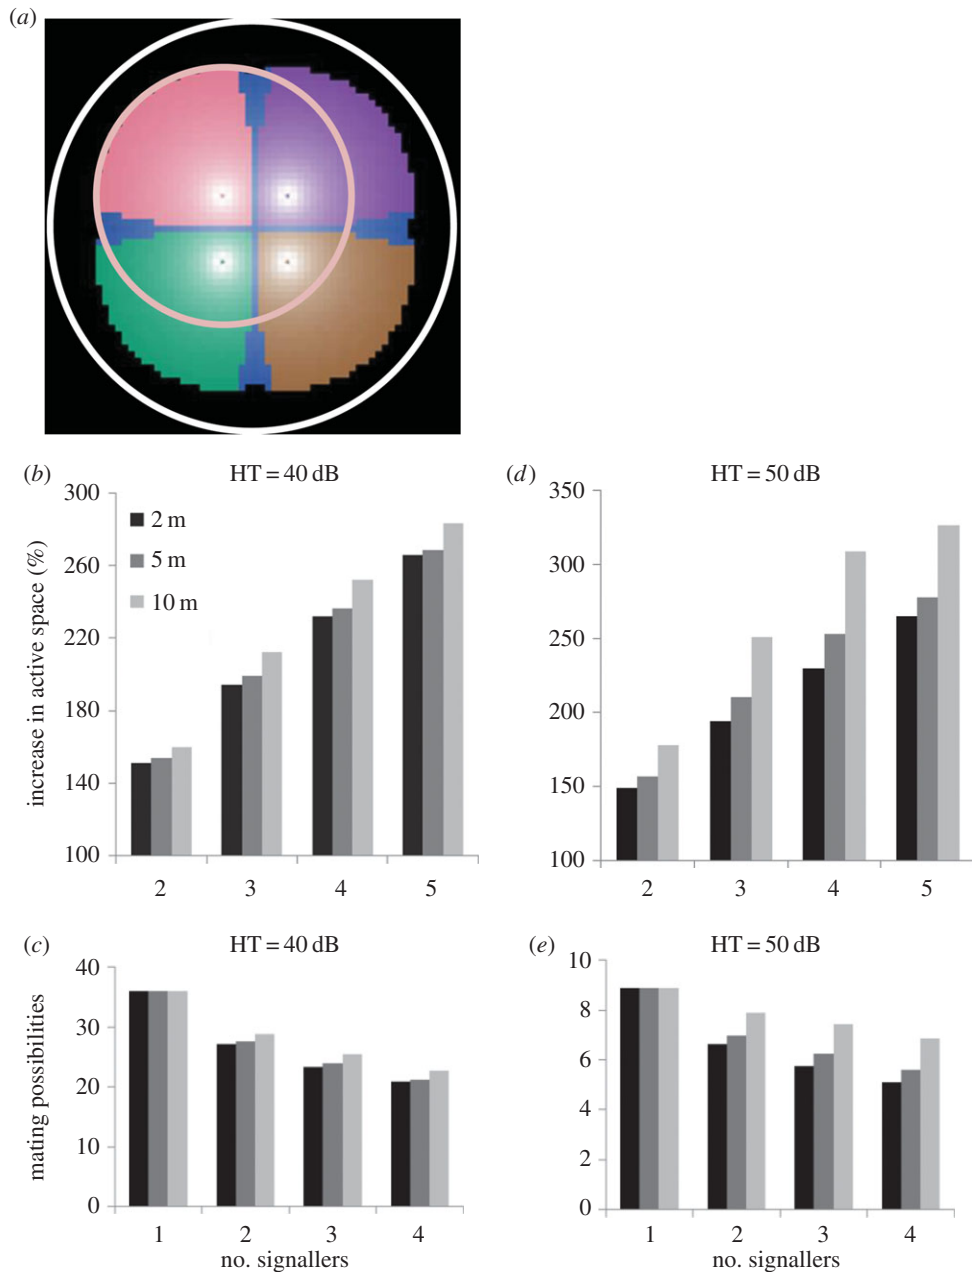 (a)
(b)
HT = 40 dB
300
260
220
180
140
100
increase in active space (%)
2 m
5 m
10 m
2 3 4 5
(d)
HT = 50 dB
350
300
250
200
150
100
2 3 4 5
(c)
HT = 40 dB
40
30
20
10
0
mating possibilities
1 2 3 4
no. signallers
(e)
HT = 50 dB
10
8
6
4
2
0
1 2 3 4
no. signallers